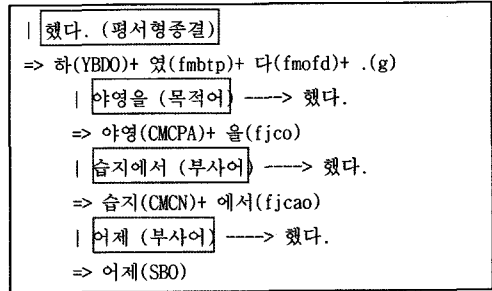 | 했다. (평서형종결)
=> 하(YBDO)+ 였(fmbtp)+ 다(fmofd)+ .(g)
| 야영을 (목적어) ----> 했다.
=> 야영(CMCPA)+ 을(fjco)
| 습지에서 (부사어) ----> 했다.
=> 습지(CMCN)+ 에서(fjcao)
| 어제 (부사어) ----> 했다.
=> 어제(SBO)